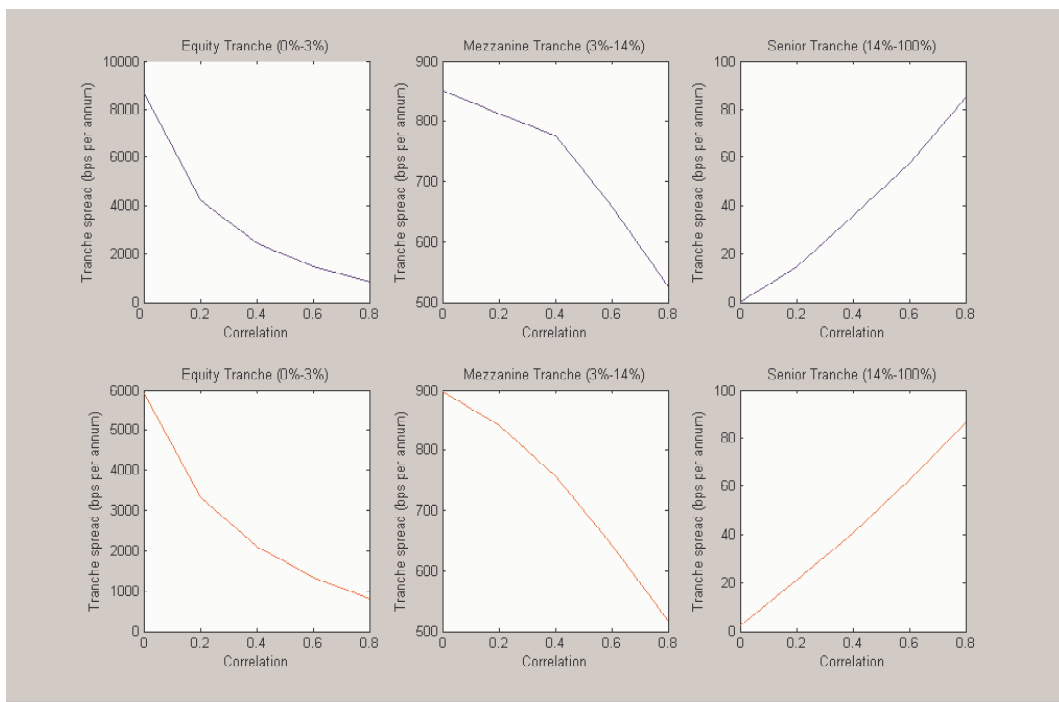 Equity Tranche (0%-3%)
Tranche spreac (bps per annum)
10000
8000
6000
4000
2000
0
0 0.2 0.4 0.6 0.8
Correlation
Mezzanine Tranche (3%-14%)
Tranche spreac (bps per annum)
900
800
700
600
500
0 0.2 0.4 0.6 0.8
Correlation
Senior Tranche (14%-100%)
Tranche spreac (bps per annum)
100
80
60
40
20
0
0 0.2 0.4 0.6 0.8
Correlation
Equity Tranche (0%-3%)
Tranche spreac (bps per annum)
6000
5000
4000
3000
2000
1000
0
0 0.2 0.4 0.6 0.8
Correlation
Mezzanine Tranche (3%-14%)
Tranche spreac (bps per annum)
900
800
700
600
500
0 0.2 0.4 0.6 0.8
Correlation
Senior Tranche (14%-100%)
Tranche spreac (bps per annum)
100
80
60
40
20
0
0 0.2 0.4 0.6 0.8
Correlation